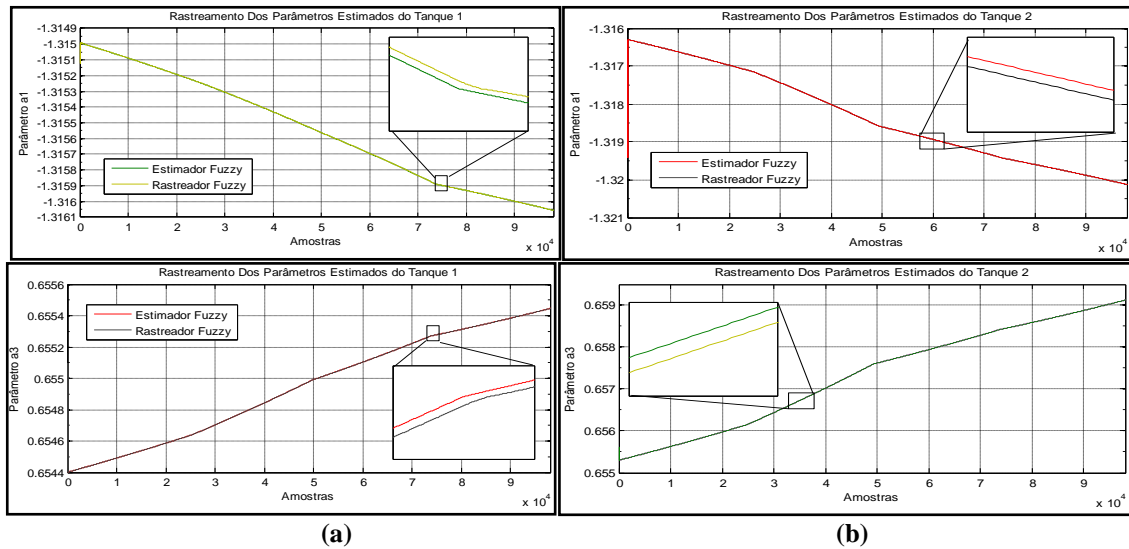 Rastreamento Dos Parâmetros Estimados do Tanque 1
Parâmetro a1
-1.3149
-1.315
-1.3151
-1.3152
-1.3153
-1.3154
-1.3155
-1.3157
-1.3158
-1.3159
-1.316
-1.3161
Estimador Fuzzy
Rastreador Fuzzy
0 1 2 3 4 5 6 7 8 9
Amostras
x 10^4
Rastreamento Dos Parâmetros Estimados do Tanque 2
Parâmetro a1
-1.316
-1.317
-1.318
-1.319
-1.32
-1.321
Estimador Fuzzy
Rastreador Fuzzy
0 1 2 3 4 5 6 7 8 9
Amostras
x 10^4
Rastreamento Dos Parâmetros Estimados do Tanque 1
Parâmetro a3
0.6556
0.6554
0.6552
0.655
0.6548
0.6546
0.6544
Estimador Fuzzy
Rastreador Fuzzy
0 1 2 3 4 5 6 7 8 9
Amostras
x 10^4
Rastreamento Dos Parâmetros Estimados do Tanque 2
Parâmetro a3
0.659
0.658
0.657
0.656
0.655
0 1 2 3 4 5 6 7 8 9
Amostras
x 10^4
(a)
(b)